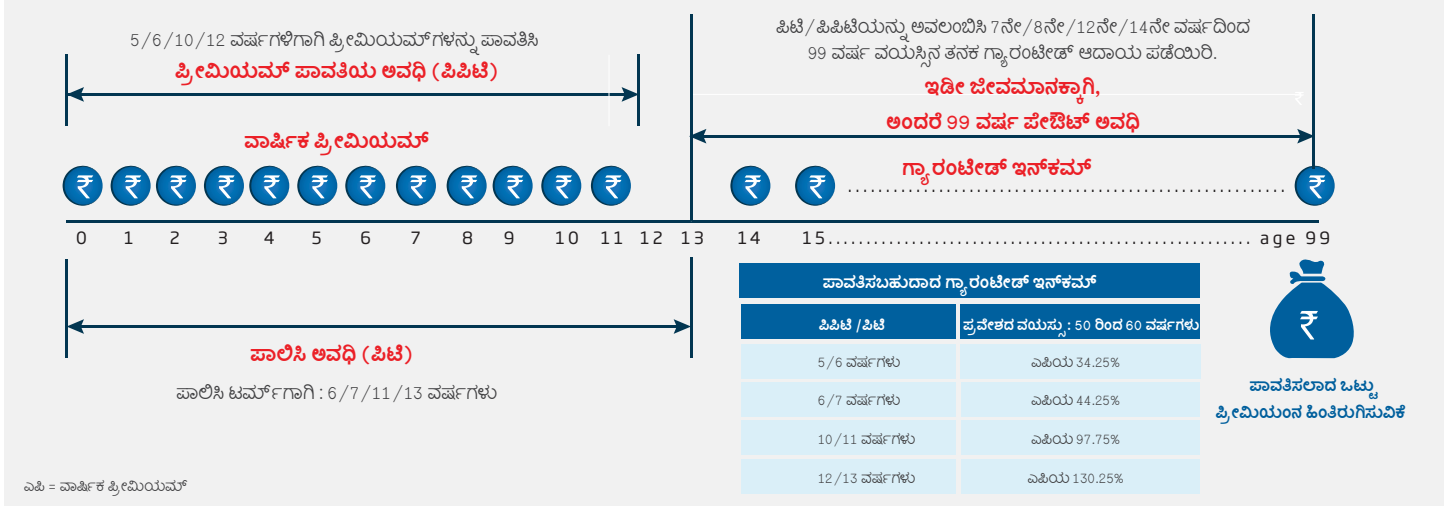 5/6/10/12 ವರ್ಷಗಳಿಗಾಗಿ ಪ್ರೀಮಿಯಮ್‌ಗಳನ್ನು ಪಾವತಿಸಿ
ಪ್ರೀಮಿಯಮ್ ಪಾವತಿಯ ಅವಧಿ (ಪಿಪಿಟಿ)
ವಾರ್ಷಿಕ ಪ್ರೀಮಿಯಮ್
ಪಿಟಿ/ಪಿಪಿಟಿಯನ್ನು ಅವಲಂಬಿಸಿ 7ನೇ/8ನೇ/12ನೇ/14ನೇ ವರ್ಷದಿಂದ
99 ವರ್ಷ ವಯಸ್ಸಿನ ತನಕ ಗ್ಯಾರಂಟೀಡ್ ಆದಾಯ ಪಡೆಯಿರಿ.
ಇಡೀ ಜೀವಮಾನಕ್ಕಾಗಿ,
ಅಂದರೆ 99 ವರ್ಷ ಪೇಔಟ್ ಅವಧಿ
ಗ್ಯಾರಂಟೀಡ್ ಇನ್‌ಕಮ್
₹ ₹ ₹ ₹ ₹ ₹ ₹ ₹ ₹ ₹ ₹ ₹ ₹ ₹ ........ ₹
0 1 2 3 4 5 6 7 8 9 10 11 12 13 14 15........ age 99
ಪಾಲಿಸಿ ಅವಧಿ (ಪಿಟಿ)
ಪಾಲಿಸಿ ಟರ್ಮ್‌ಗಾಗಿ : 6/7/11/13 ವರ್ಷಗಳು
ಪಾವತಿಸಬಹುದಾದ ಗ್ಯಾರಂಟೀಡ್ ಇನ್‌ಕಮ್
ಪಿಪಿಟಿ /ಪಿಟಿ ಪ್ರವೇಶದ ವಯಸ್ಸು : 50 ರಿಂದ 60 ವರ್ಷಗಳು
5/6 ವರ್ಷಗಳು ಎಪಿಯ 34.25%
6/7 ವರ್ಷಗಳು ಎಪಿಯ 44.25%
10/11 ವರ್ಷಗಳು ಎಪಿಯ 97.75%
12/13 ವರ್ಷಗಳು ಎಪಿಯ 130.25%
₹
ಪಾವತಿಸಲಾದ ಒಟ್ಟು
ಪ್ರೀಮಿಯಂನ ಹಿಂತಿರುಗಿಸುವಿಕೆ
ಎಪಿ = ವಾರ್ಷಿಕ ಪ್ರೀಮಿಯಮ್